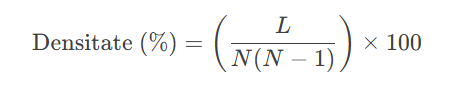 Densitate (%) = (L / N(N − 1)) × 100